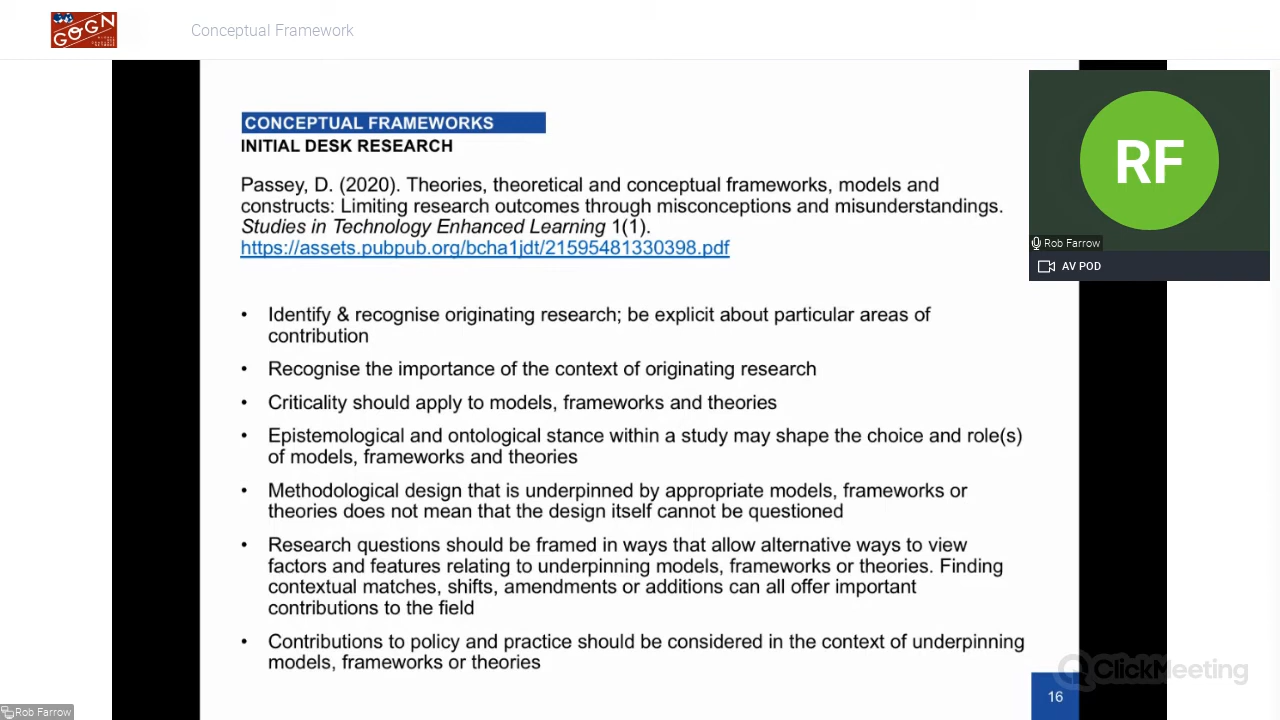 GOGN
Conceptual Framework
CONCEPTUAL FRAMEWORKS
INITIAL DESK RESEARCH
Passey, D. (2020). Theories, theoretical and conceptual frameworks, models and
constructs: Limiting research outcomes through misconceptions and misunderstandings.
Studies in Technology Enhanced Learning 1(1).
https://assets.pubpub.org/bcha1jdt/21595481330398.pdf
• Identify & recognise originating research; be explicit about particular areas of
contribution
• Recognise the importance of the context of originating research
• Criticality should apply to models, frameworks and theories
• Epistemological and ontological stance within a study may shape the choice and role(s)
of models, frameworks and theories
• Methodological design that is underpinned by appropriate models, frameworks or
theories does not mean that the design itself cannot be questioned
• Research questions should be framed in ways that allow alternative ways to view
factors and features relating to underpinning models, frameworks or theories. Finding
contextual matches, shifts, amendments or additions can all offer important
contributions to the field
• Contributions to policy and practice should be considered in the context of underpinning
models, frameworks or theories
16
RF
Rob Farrow
AV POD
ClickMeeting
Rob Farrow